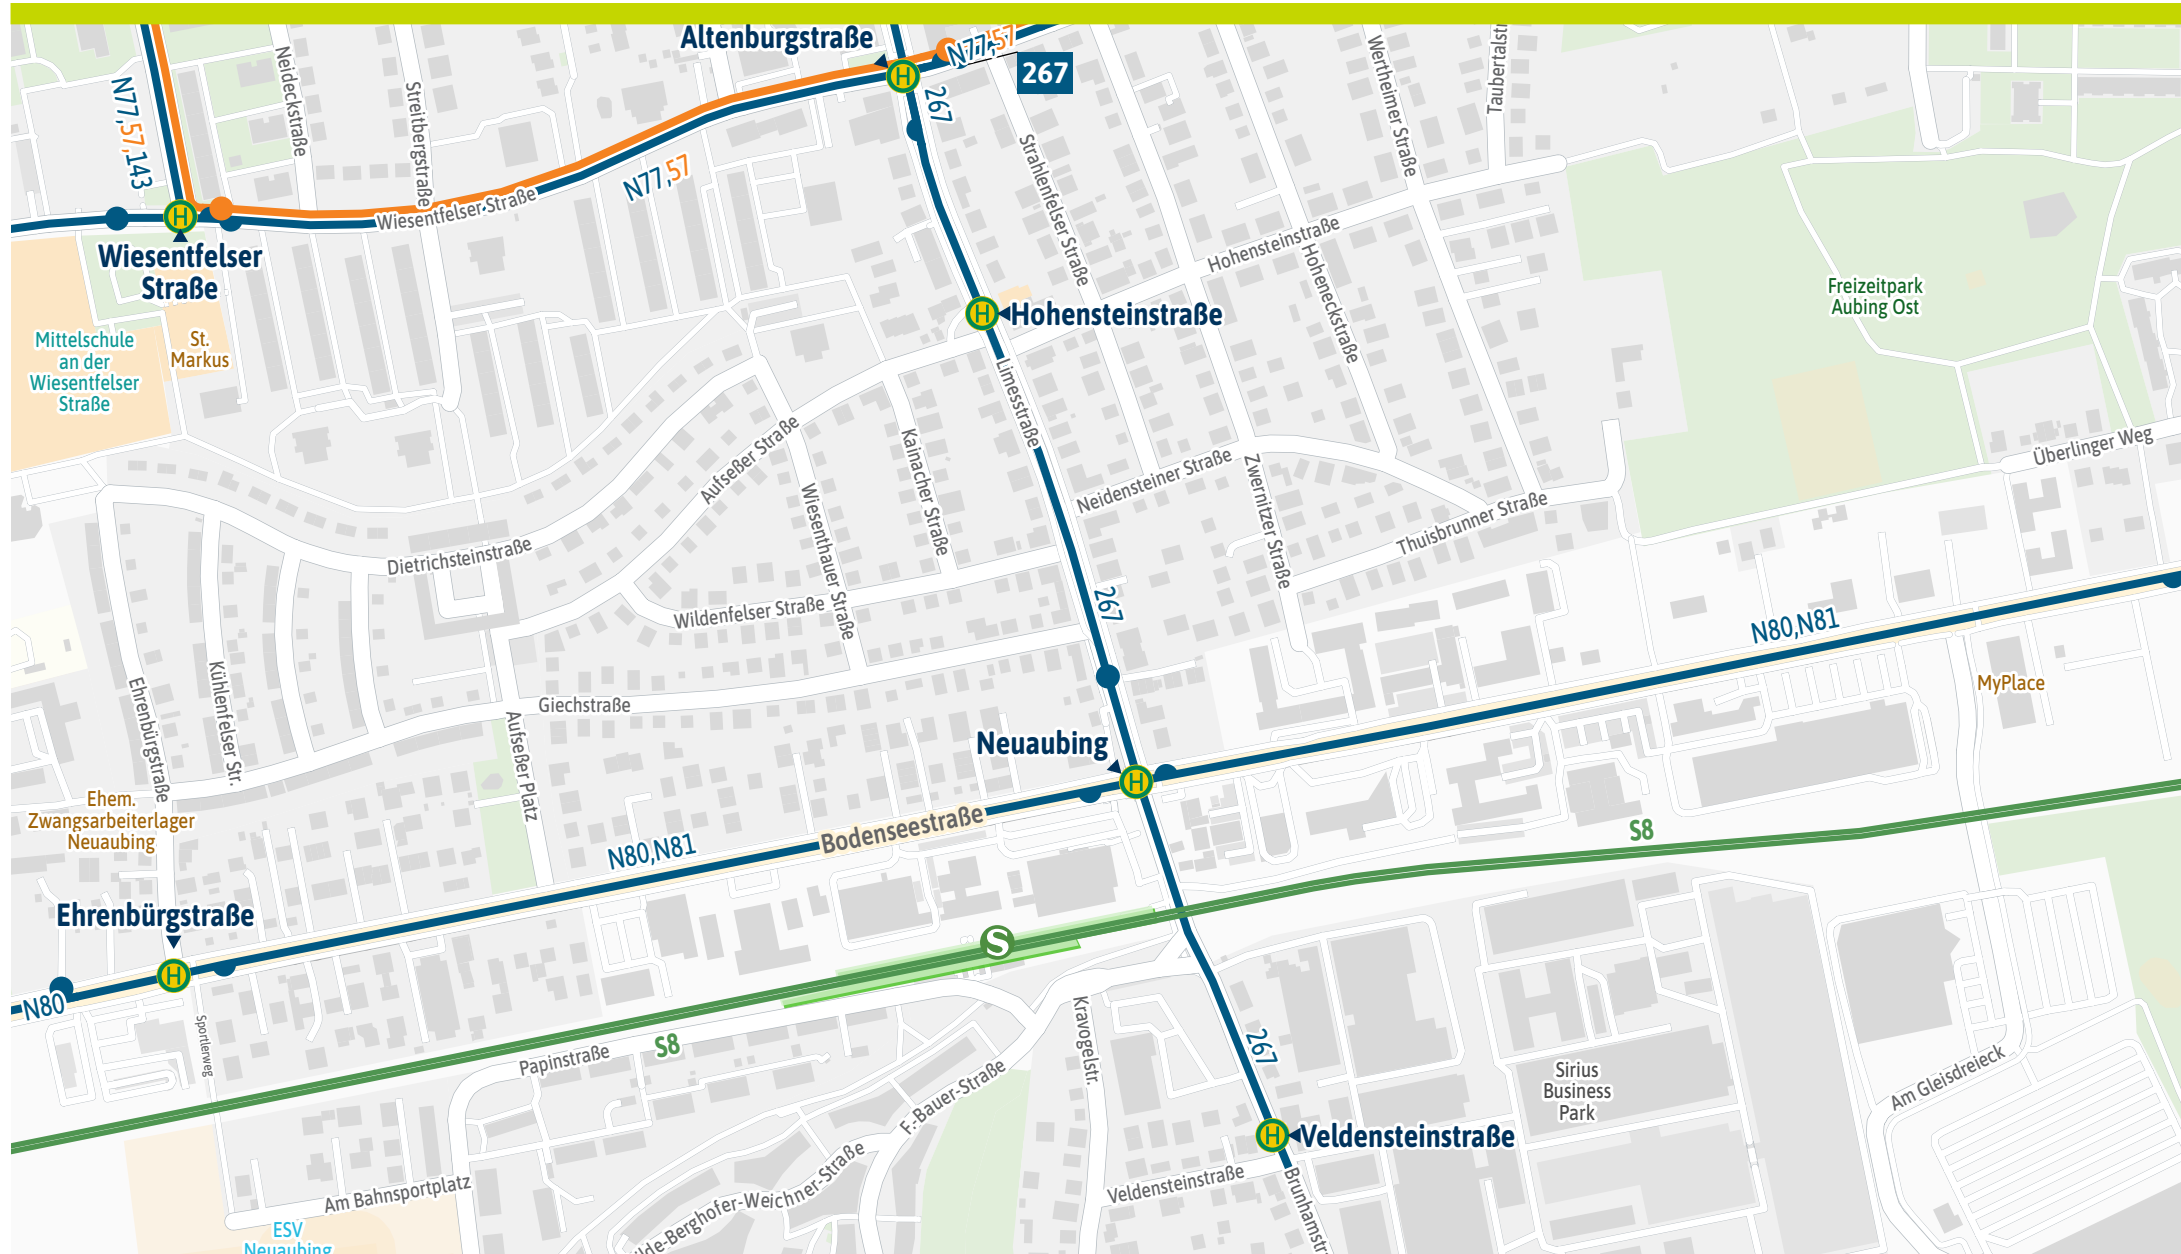 Altenburgstraße
N77,57
267
267
N77,57,143
Neideckstraße
Streitbergstraße
Wertheimer Straße
N77,57
Wiesentfelser Straße
Strahlenfelser Straße
Hohensteinstraße
Hoheneckstraße
Wiesentfelser
Straße
Hohensteinstraße
Freizeitpark
Aubing Ost
Mittelschule
an der
Wiesentfelser
Straße
St.
Markus
Limesstraße
Aufseßer Straße
Kainacher Straße
Neidensteiner Straße
Zwernitzer Straße
Überlinger Weg
Wiesenthauer Straße
Thuisbrunner Straße
Dietrichsteinstraße
Wildenfelser Straße
267
N80,N81
Kühlenfelser Str.
Ehrenbürgstraße
Giechstraße
Aufseßer Platz
MyPlace
Neuaubing
Ehem.
Zwangsarbeiterlager
Neuaubing
Bodenseestraße
N80,N81
S8
Ehrenbürgstraße
S
N80
Sportlerweg
Papinstraße
S8
Kravogelstr.
267
F.-Bauer-Straße
Sirius
Business
Park
Am Gleisdreieck
Veldensteinstraße
Veldensteinstraße
Am Bahnsportplatz
ESV
Neuaubing
H
H
H
H
H
H